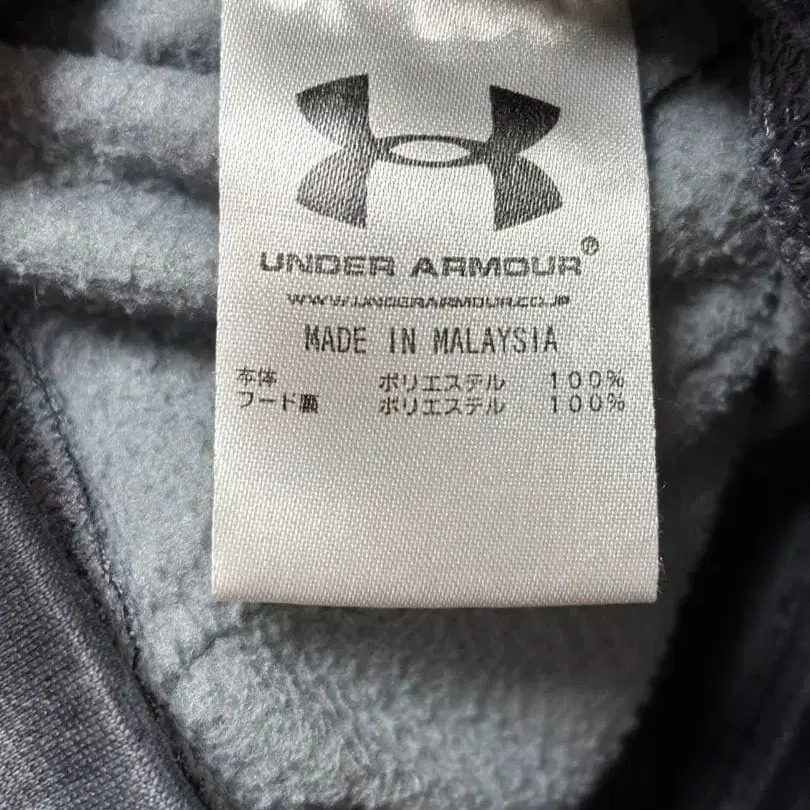 UNDER ARMOUR®
WWW.UNDERARMOUR.CO.JP
MADE IN MALAYSIA
本体 ポリエステル 100%
フード裏 ポリエステル 100%